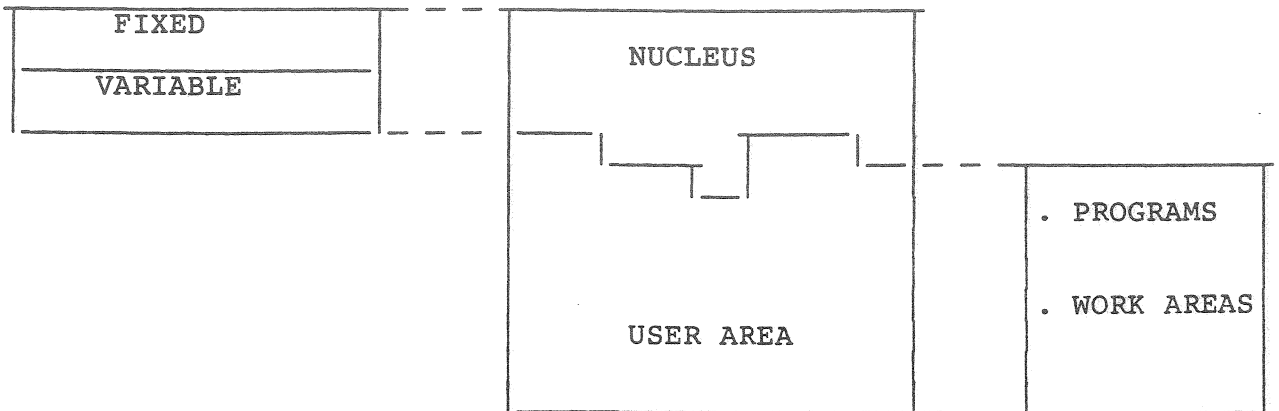 FIXED
VARIABLE
NUCLEUS
USER AREA
. PROGRAMS
. WORK AREAS